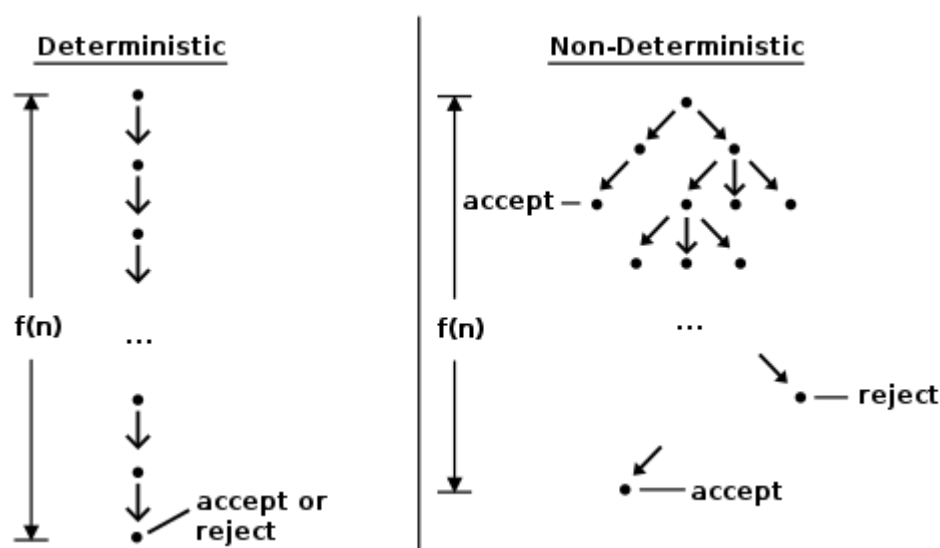 Deterministic
f(n)
...
accept or
reject
Non-Deterministic
accept
f(n)
...
reject
accept